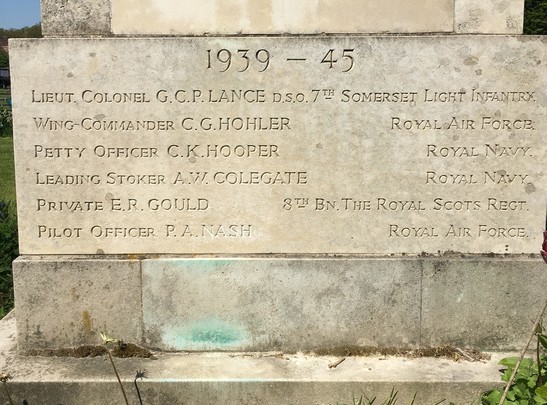 1939 – 45
LIEUT. COLONEL G.C.P. LANCE D.S.O. 7TH SOMERSET LIGHT INFANTRY.
WING-COMMANDER C.G. HOHLER ROYAL AIR FORCE.
PETTY OFFICER C.K. HOOPER ROYAL NAVY.
LEADING STOKER A.W. COLEGATE ROYAL NAVY.
PRIVATE E.R. GOULD 8TH BN. THE ROYAL SCOTS REGT.
PILOT OFFICER P.A. NASH ROYAL AIR FORCE.